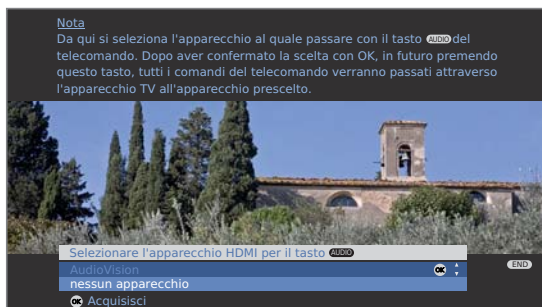 Nota
Da qui si seleziona l'apparecchio al quale passare con il tasto AUDIO del
telecomando. Dopo aver confermato la scelta con OK, in futuro premendo
questo tasto, tutti i comandi del telecomando verranno passati attraverso
l'apparecchio TV all'apparecchio prescelto.
Selezionare l'apparecchio HDMI per il tasto AUDIO
END
AudioVision OK
nessun apparecchio
OK Acquisisci